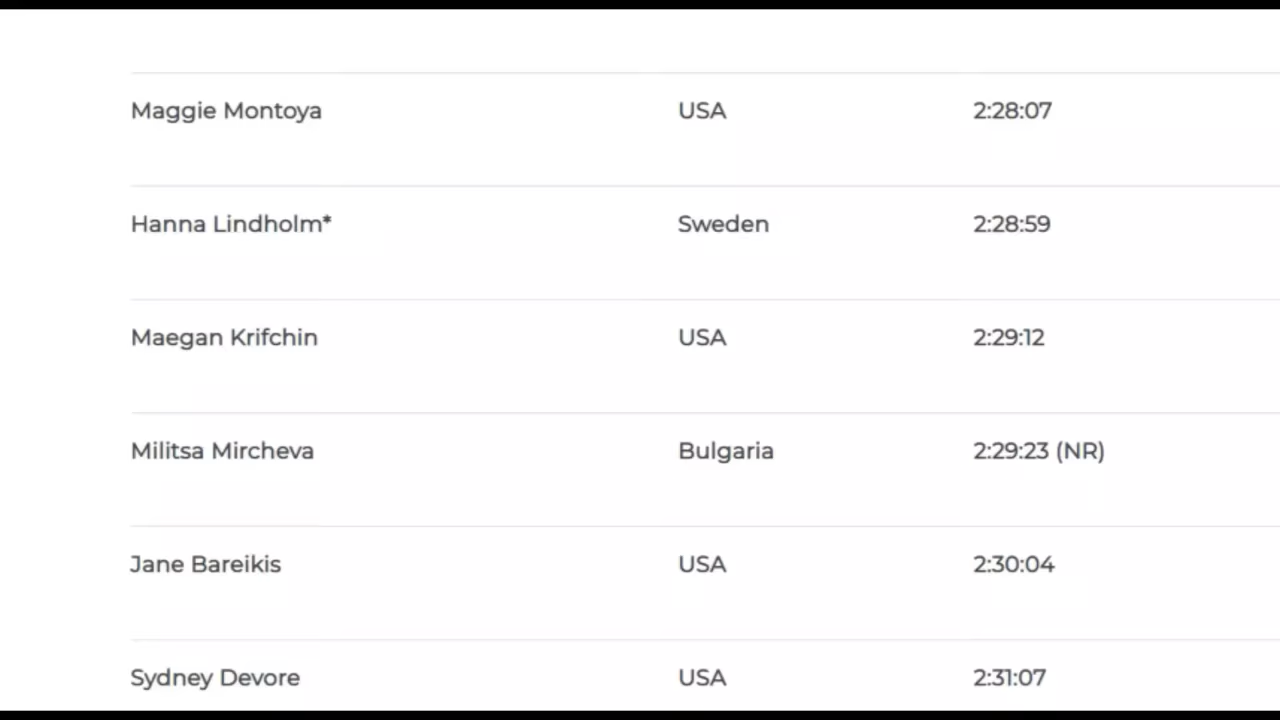 Maggie Montoya USA 2:28:07
Hanna Lindholm* Sweden 2:28:59
Maegan Krifchin USA 2:29:12
Militsa Mircheva Bulgaria 2:29:23 (NR)
Jane Bareikis USA 2:30:04
Sydney Devore USA 2:31:07